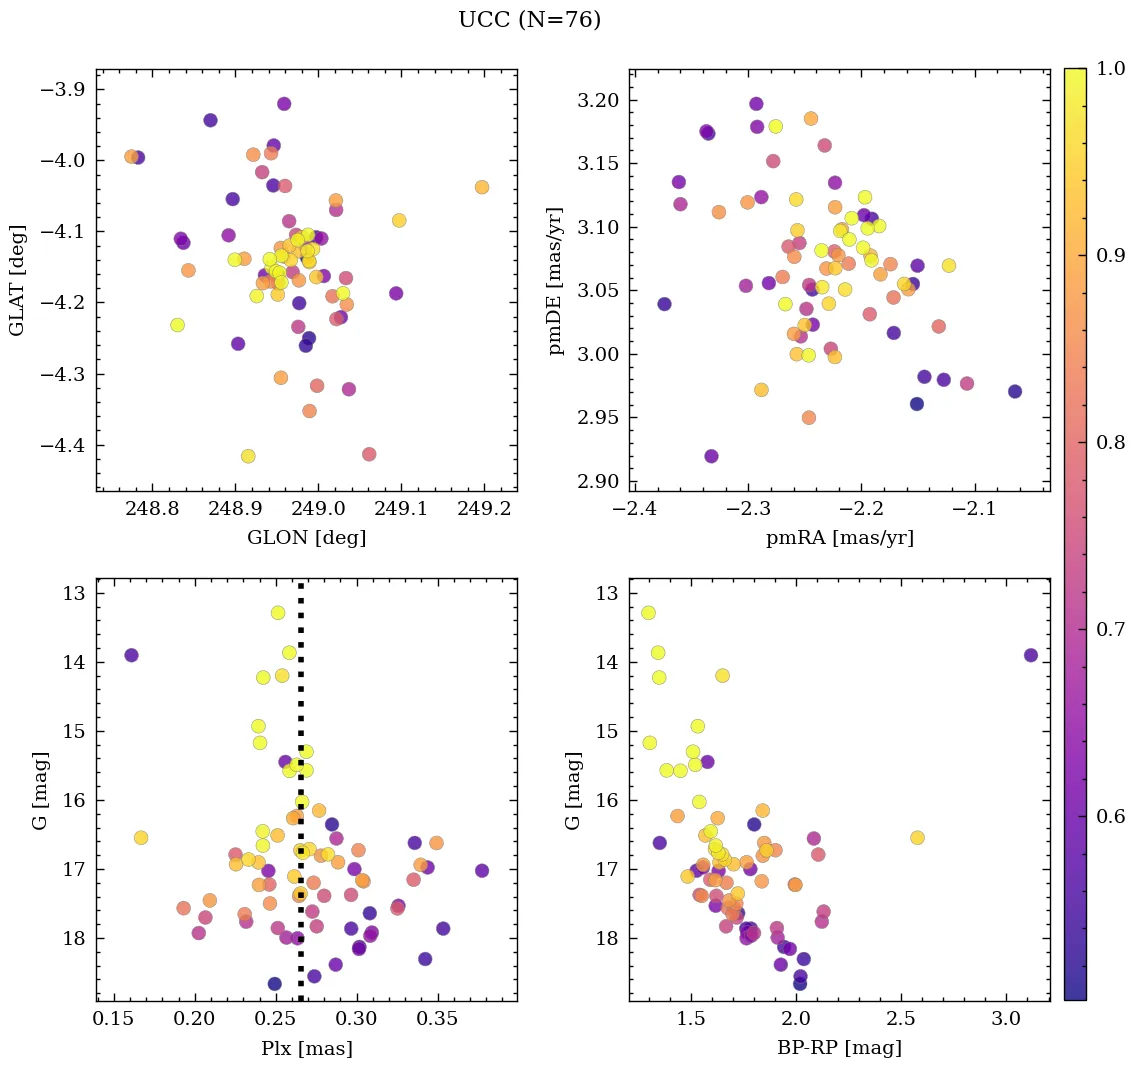 UCC (N=76)
−3.9
−4.0
−4.1
−4.2
−4.3
−4.4
GLAT [deg]
248.8 248.9 249.0 249.1 249.2
GLON [deg]
3.20
3.15
3.10
3.05
3.00
2.95
2.90
pmDE [mas/yr]
−2.4 −2.3 −2.2 −2.1
pmRA [mas/yr]
13
14
15
16
17
18
G [mag]
0.15 0.20 0.25 0.30 0.35
Plx [mas]
13
14
15
16
17
18
G [mag]
1.5 2.0 2.5 3.0
BP-RP [mag]
1.0
0.9
0.8
0.7
0.6